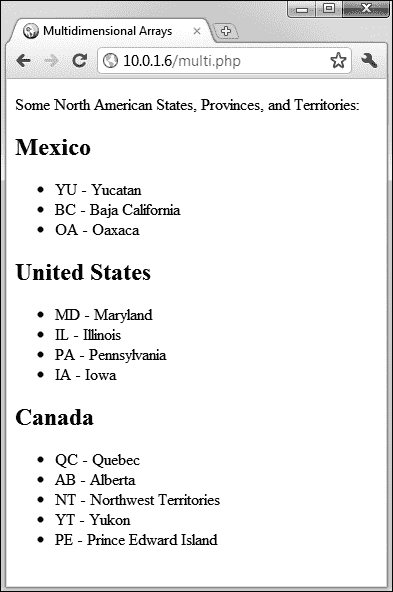 Multidimensional Arrays
10.0.1.6/multi.php
Some North American States, Provinces, and Territories:
Mexico
• YU - Yucatan
• BC - Baja California
• OA - Oaxaca
United States
• MD - Maryland
• IL - Illinois
• PA - Pennsylvania
• IA - Iowa
Canada
• QC - Quebec
• AB - Alberta
• NT - Northwest Territories
• YT - Yukon
• PE - Prince Edward Island